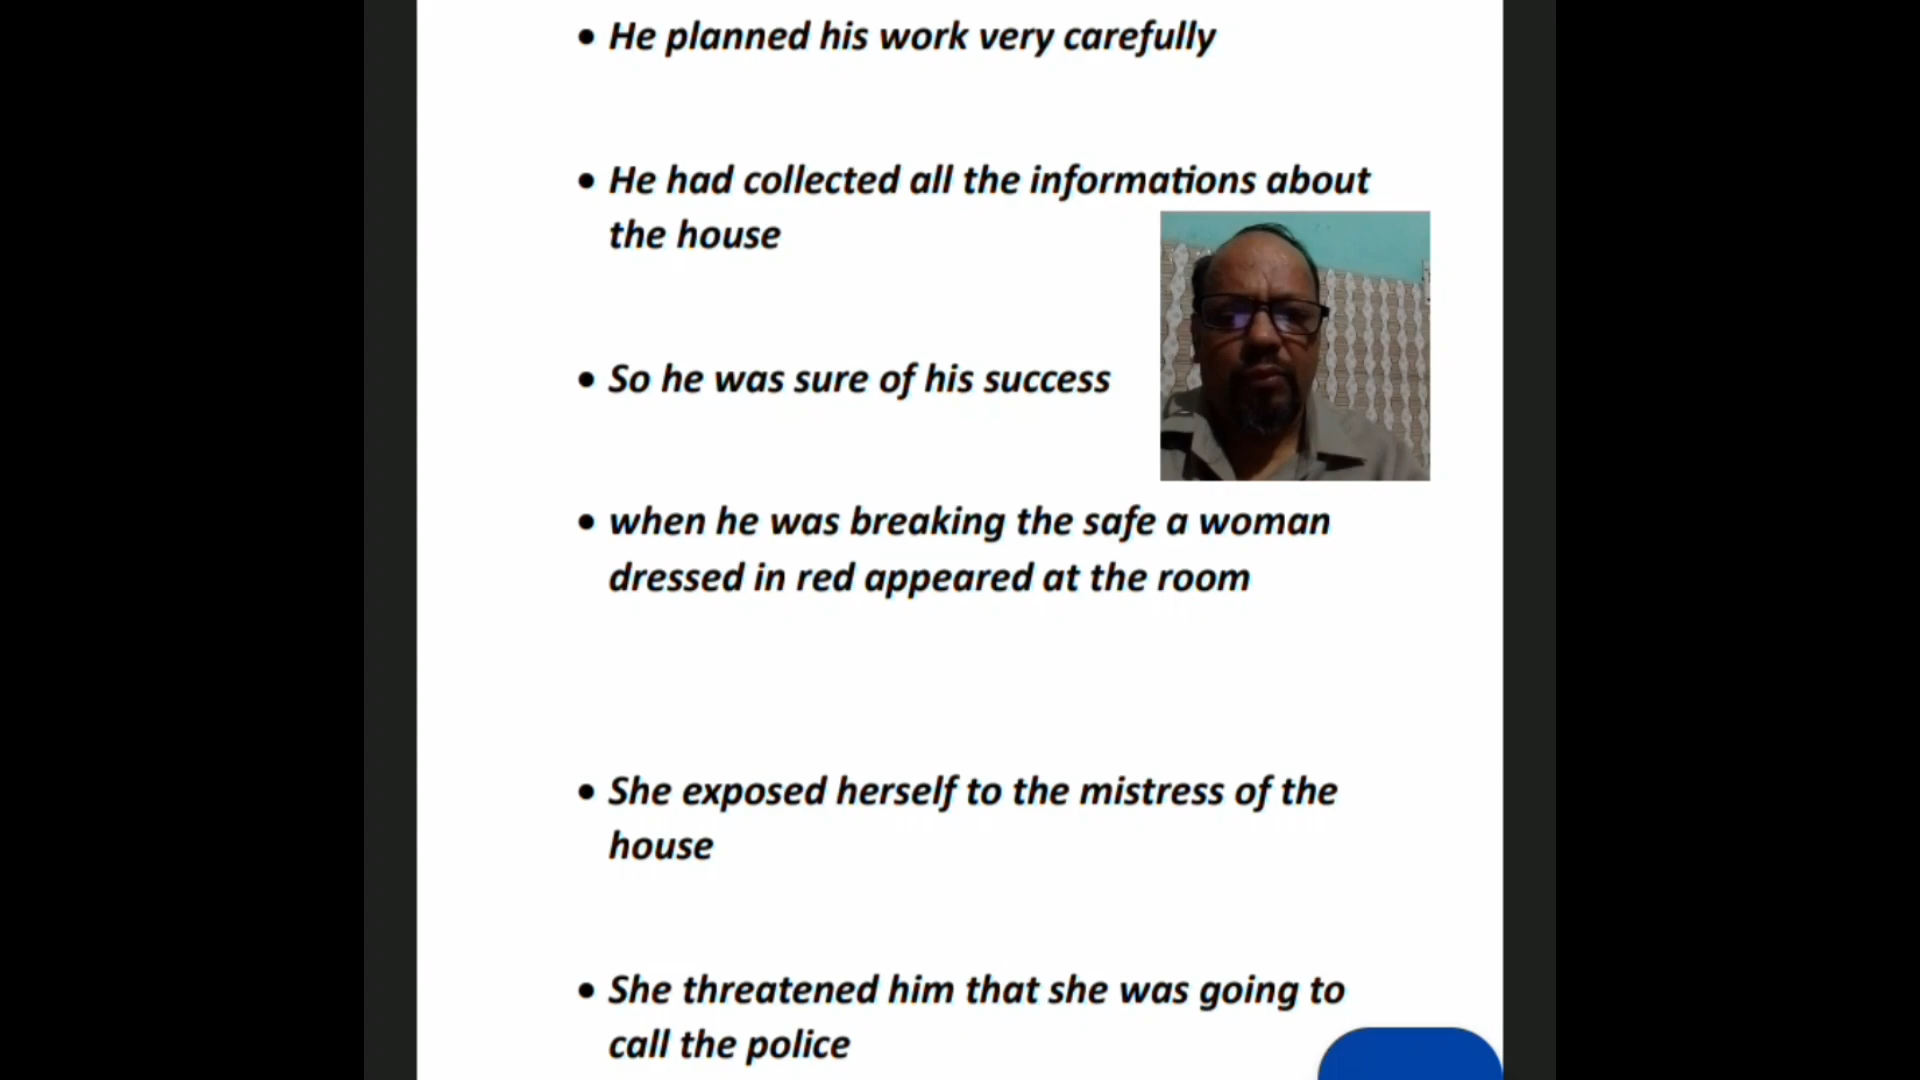 • He planned his work very carefully
• He had collected all the informations about
the house
• So he was sure of his success
• when he was breaking the safe a woman
dressed in red appeared at the room
• She exposed herself to the mistress of the
house
• She threatened him that she was going to
call the police